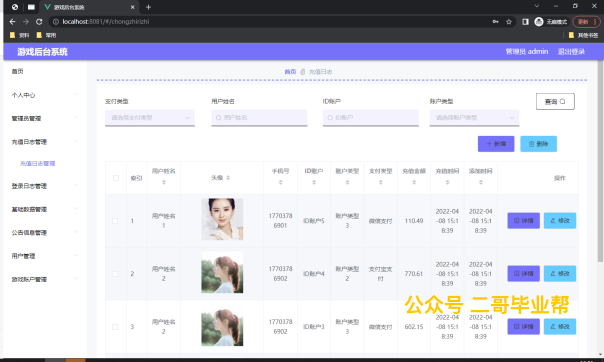 游戏后台系统
localhost:8081/#/chongzhirizhi
无痕模式
更新
资料
常用
其他书签
游戏后台系统
管理员 admin
退出登录
首页
个人中心
管理员管理
充值日志管理
充值日志管理
登录日志管理
基础数据管理
公告信息管理
用户管理
游戏账户管理
首页 充值日志
支付类型 用户姓名 ID账户 账户类型
请选择支付类型 用户姓名 ID账户 请选择账户类型
查询
新增 删除
索引 用户姓名 头像 手机号 ID账户 账户类型 支付类型 充值金额 充值时间 添加时间 操作
1 用户姓名1 17703786901 ID账户5 账户类型3 微信支付 110.49 2022-04-08 15:18:39 2022-04-08 15:18:39 详情 修改
2 用户姓名2 17703786902 ID账户4 账户类型2 支付宝支付 770.61 2022-04-08 15:18:39 2022-04-08 15:18:39 详情 修改
3 用户姓名2 17703786902 ID账户3 账户类型3 微信支付 602.15 2022-04-08 15:18:39 2022-04-08 15:18:39 详情 修改
公众号 二哥毕业帮